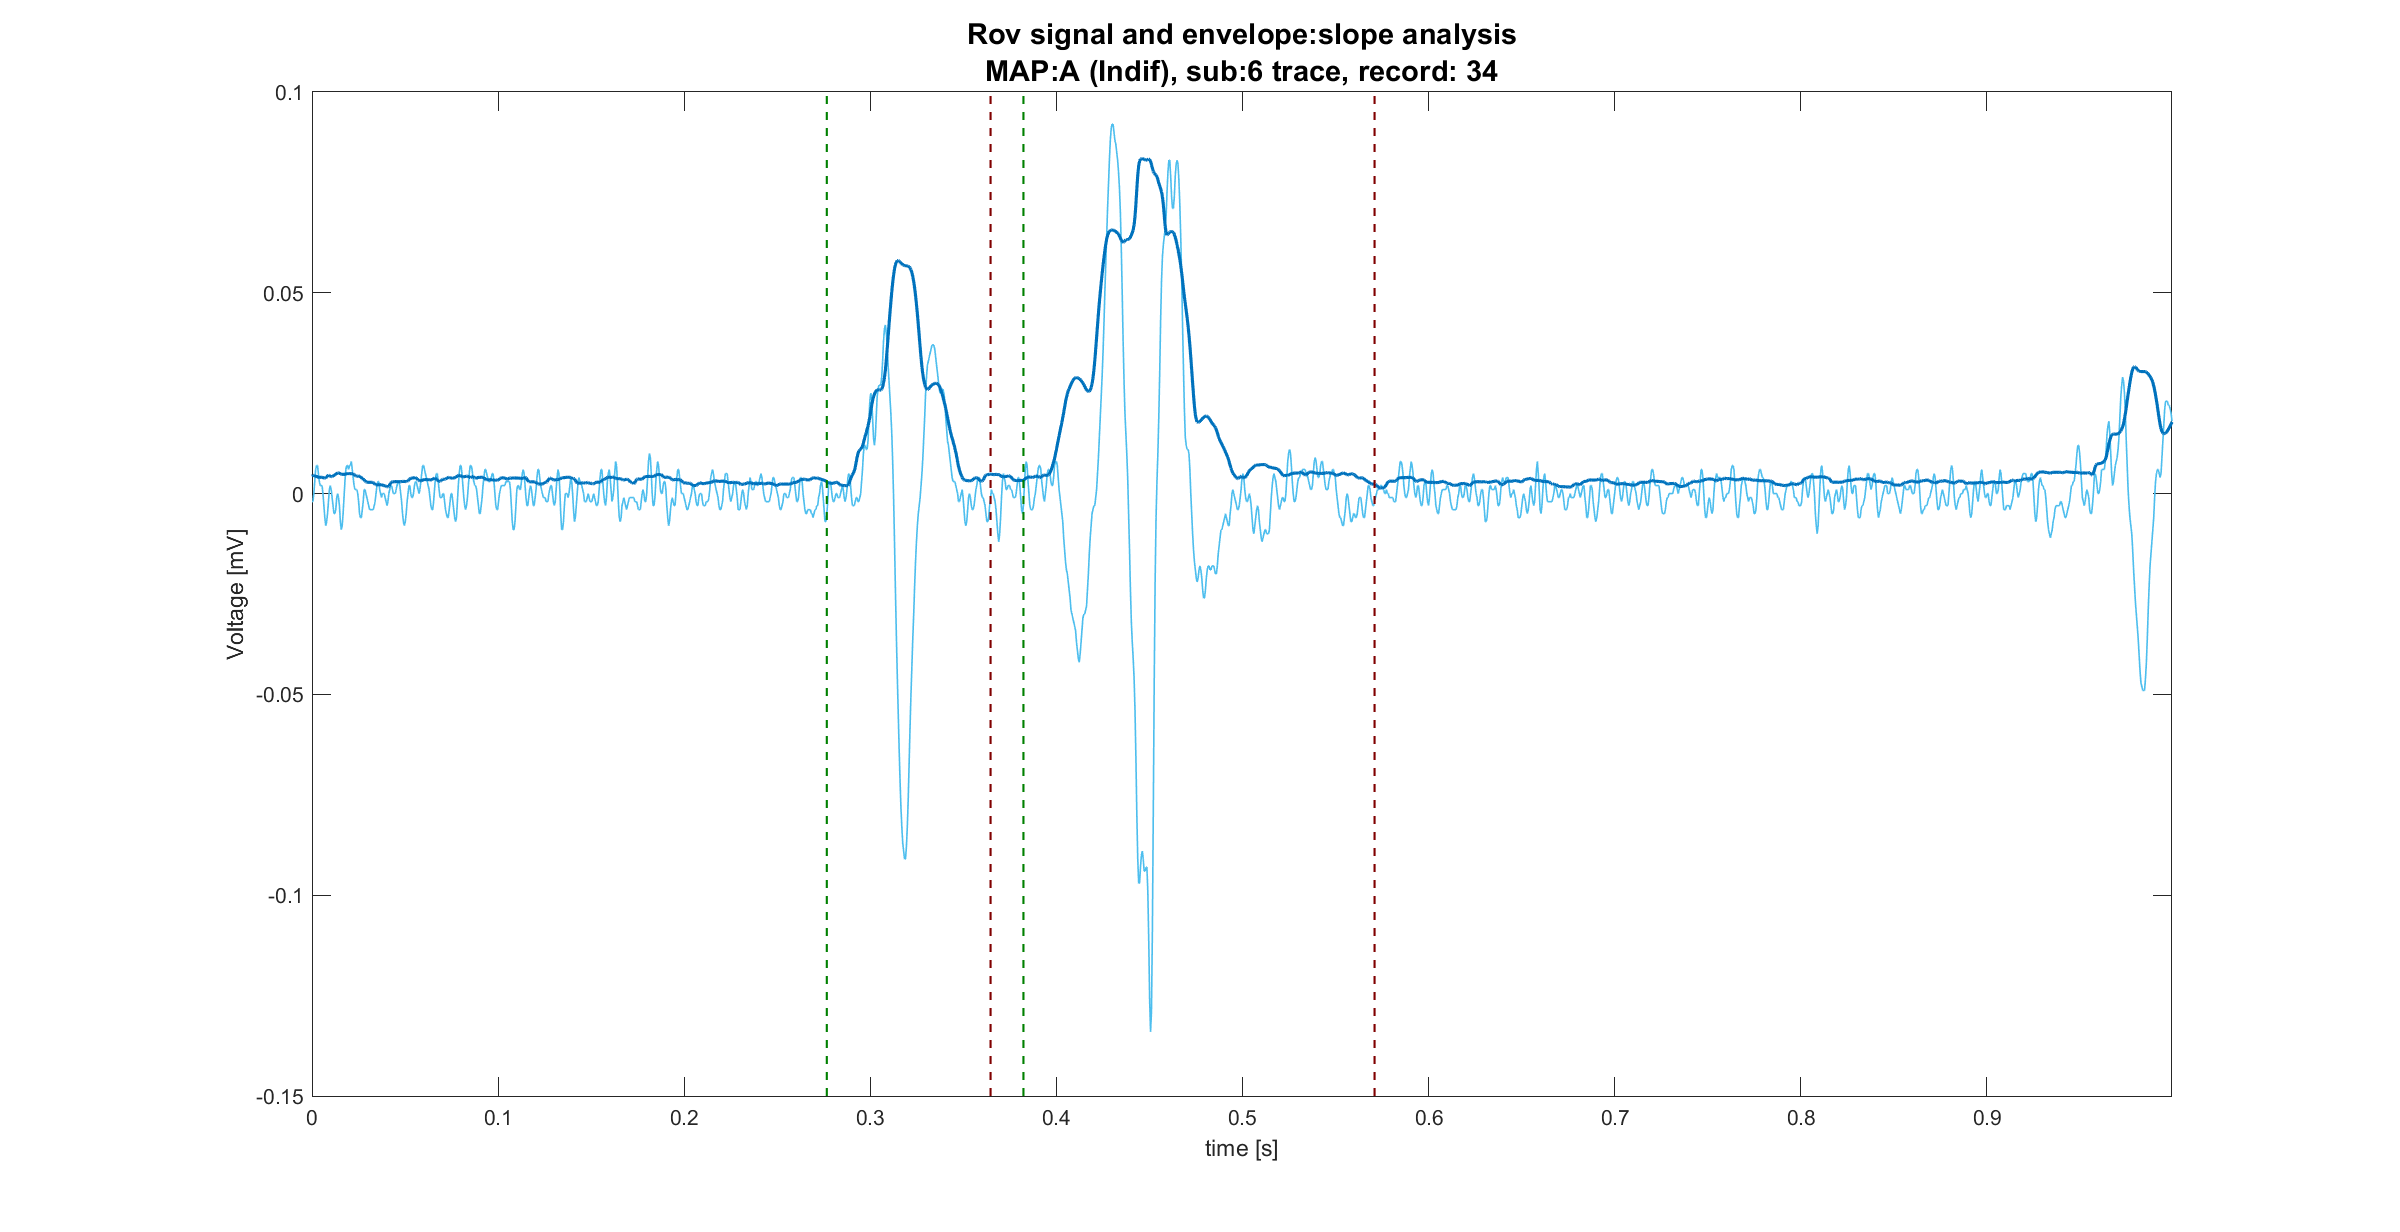 Rov signal and envelope:slope analysis
MAP:A (Indif), sub:6 trace, record: 34
0.1
0.05
0
-0.05
-0.1
-0.15
Voltage [mV]
0 0.1 0.2 0.3 0.4 0.5 0.6 0.7 0.8 0.9
time [s]